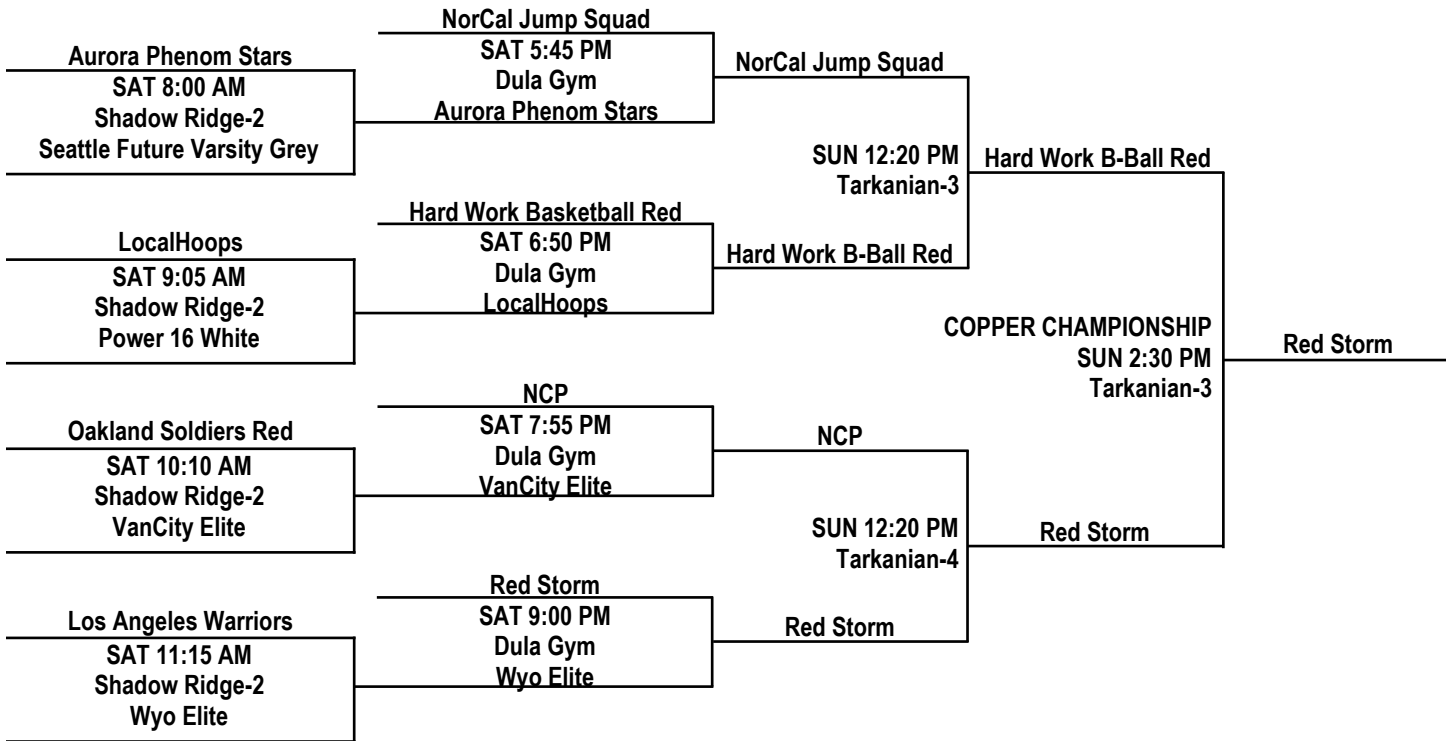 NorCal Jump Squad
Aurora Phenom Stars
SAT 5:45 PM
NorCal Jump Squad
SAT 8:00 AM
Dula Gym
Shadow Ridge-2
Aurora Phenom Stars
Seattle Future Varsity Grey
SUN 12:20 PM
Hard Work B-Ball Red
Tarkanian-3
Hard Work Basketball Red
LocalHoops
SAT 6:50 PM
Hard Work B-Ball Red
SAT 9:05 AM
Dula Gym
Shadow Ridge-2
LocalHoops
Power 16 White
COPPER CHAMPIONSHIP
SUN 2:30 PM
Red Storm
Tarkanian-3
NCP
Oakland Soldiers Red
SAT 7:55 PM
NCP
SAT 10:10 AM
Dula Gym
Shadow Ridge-2
VanCity Elite
VanCity Elite
SUN 12:20 PM
Red Storm
Tarkanian-4
Red Storm
Los Angeles Warriors
SAT 9:00 PM
Red Storm
SAT 11:15 AM
Dula Gym
Shadow Ridge-2
Wyo Elite
Wyo Elite